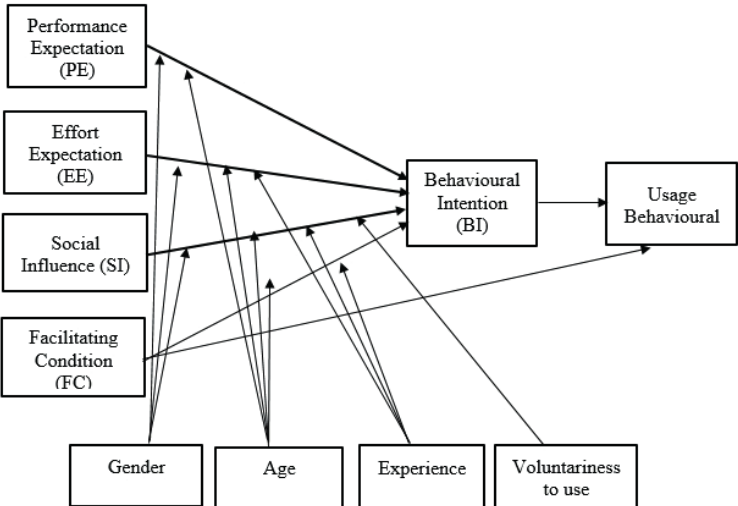 Performance
Expectation
(PE)
Effort
Expectation
(EE)
Social
Influence (SI)
Facilitating
Condition
(FC)
Behavioural
Intention
(BI)
Usage
Behavioural
Gender
Age
Experience
Voluntariness
to use